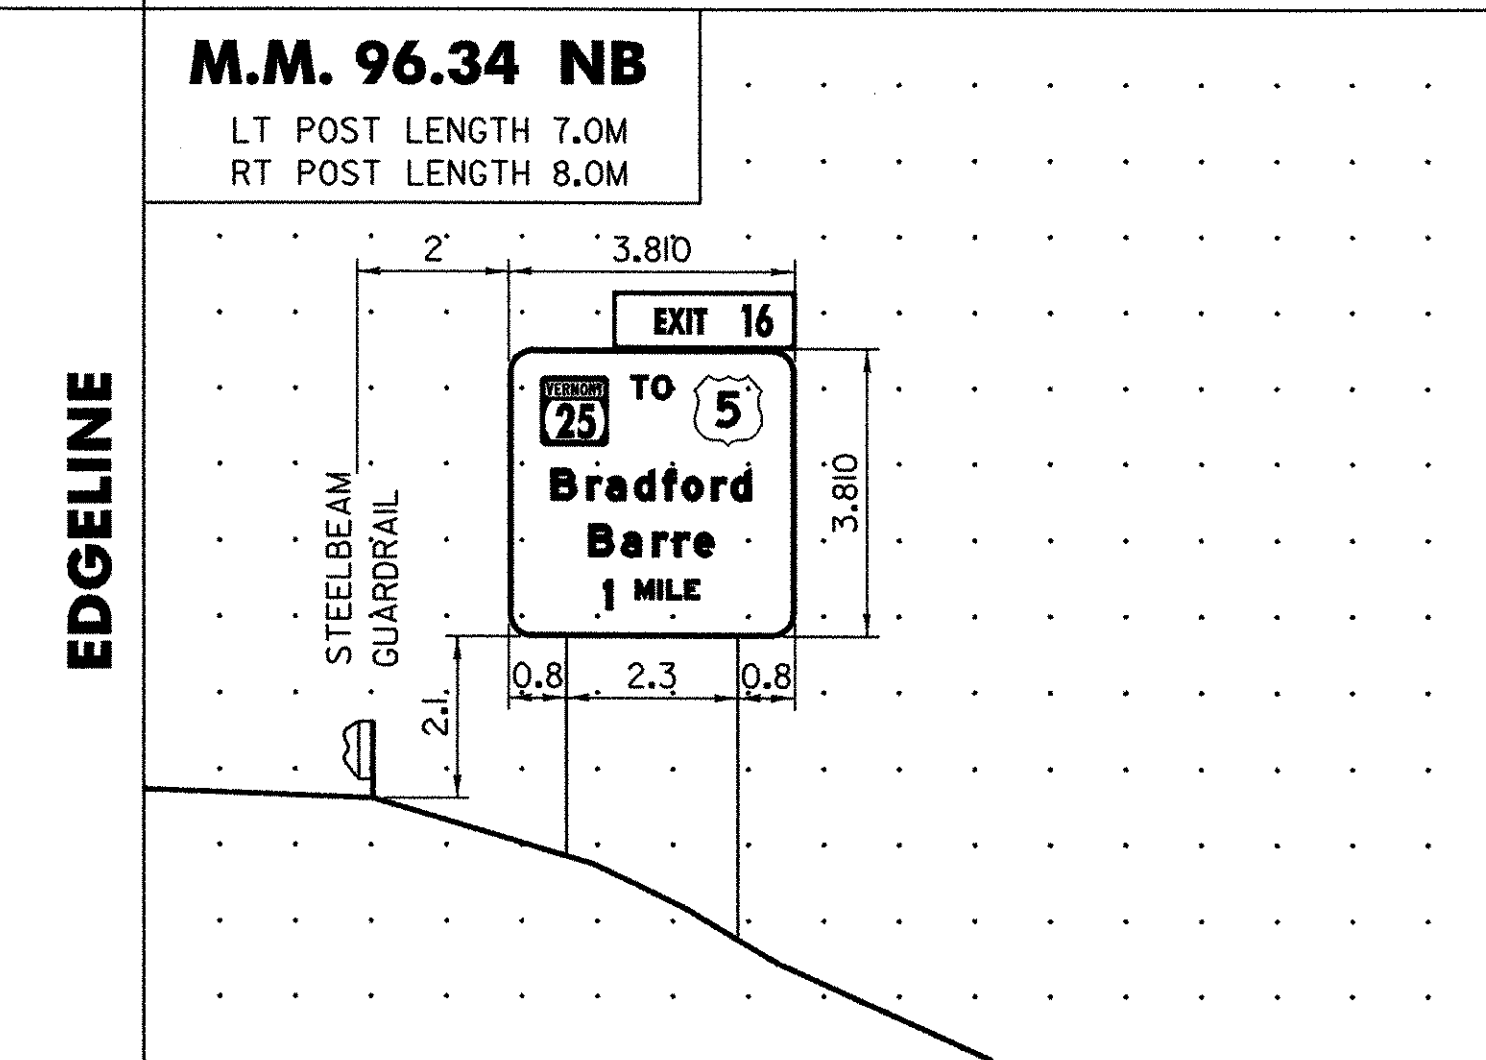 M.M. 96.34 NB
LT POST LENGTH 7.0M
RT POST LENGTH 8.0M
2
3.810
EXIT 16
VERMONT
25
TO
5
Bradford
Barre
1 MILE
3.810
EDGELINE
STEELBEAM
GUARDRAIL
0.8
2.3
0.8
2.1